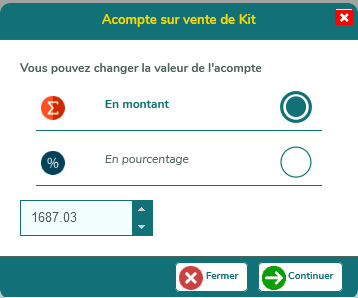 Acompte sur vente de Kit
Vous pouvez changer la valeur de l'acompte
Σ En montant
% En pourcentage
1687.03
Fermer Continuer